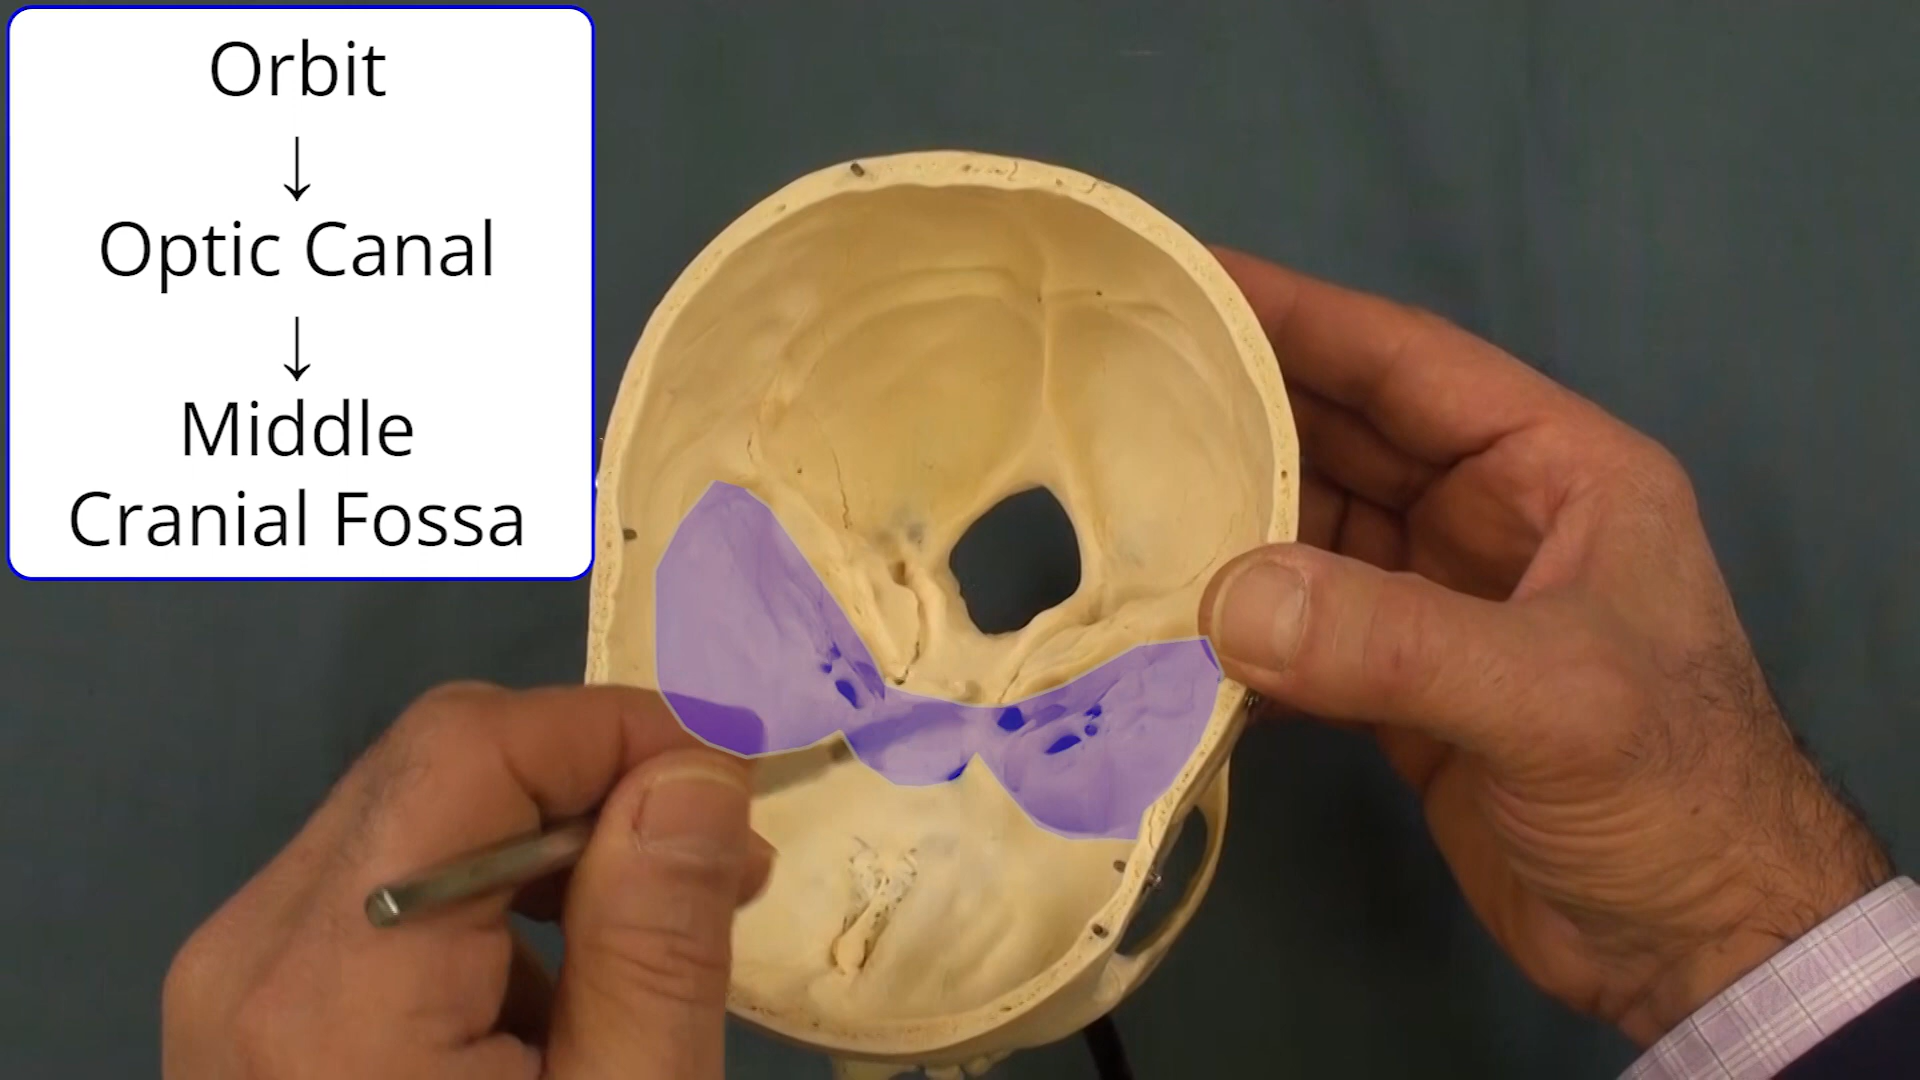 Orbit
↓
Optic Canal
↓
Middle
Cranial Fossa